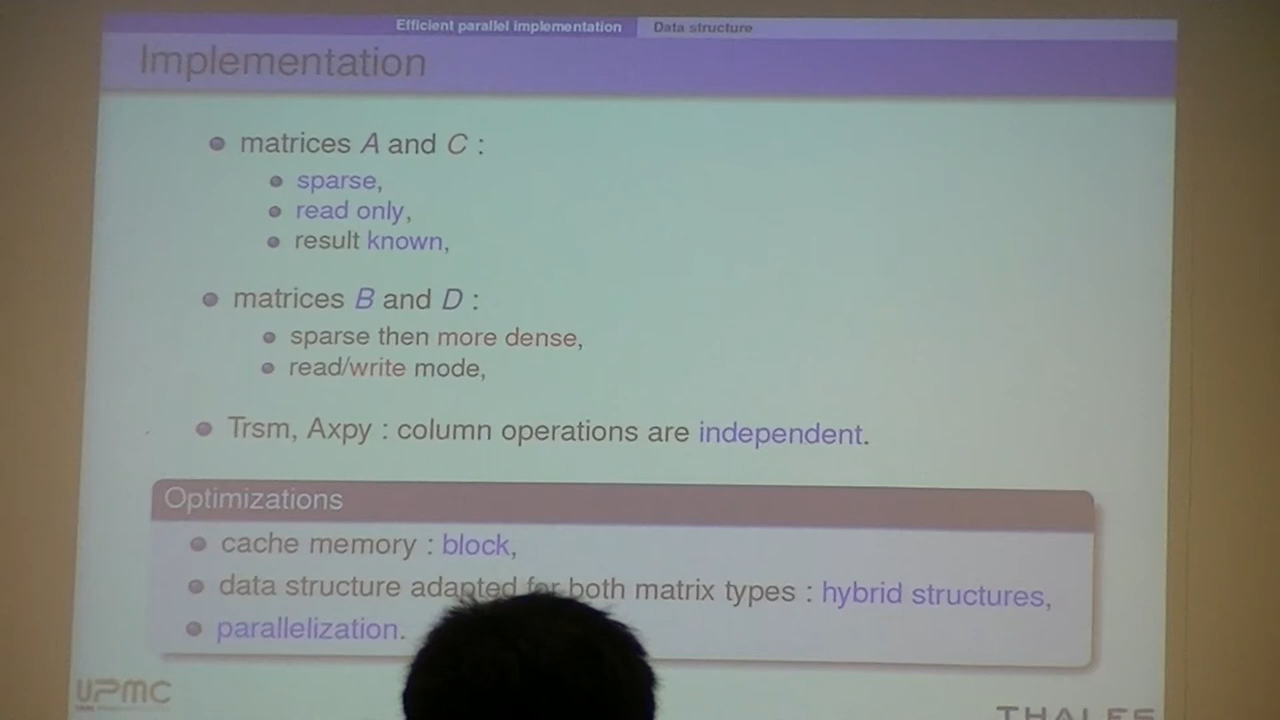 Efficient parallel implementation Data structure
Implementation
matrices A and C :
sparse,
read only,
result known,
matrices B and D :
sparse then more dense,
read/write mode,
Trsm, Axpy : column operations are independent.
Optimizations
cache memory : block,
data structure adapted for both matrix types : hybrid structures,
parallelization.
UPMC
THALES